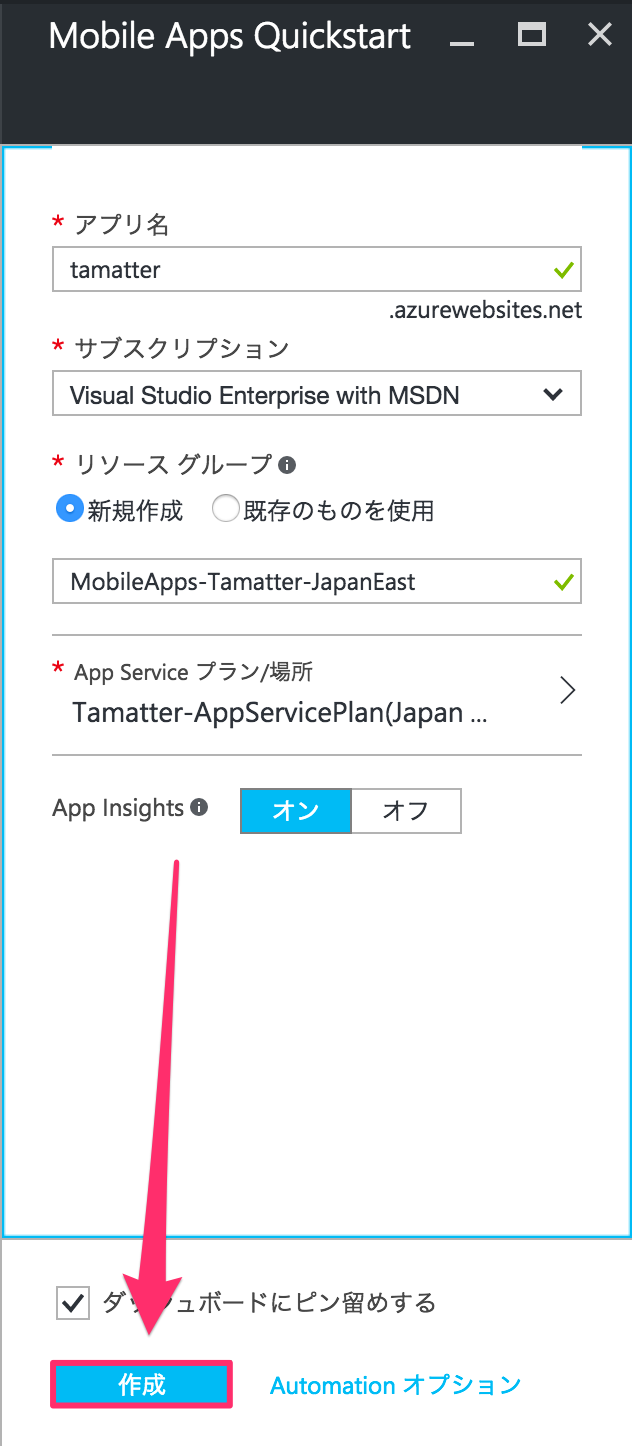 Mobile Apps Quickstart
* アプリ名
tamatter
.azurewebsites.net
* サブスクリプション
Visual Studio Enterprise with MSDN
* リソース グループ
新規作成 既存のものを使用
MobileApps-Tamatter-JapanEast
* App Service プラン/場所
Tamatter-AppServicePlan(Japan ...
App Insights オン オフ
ダッシュボードにピン留めする
作成 Automation オプション